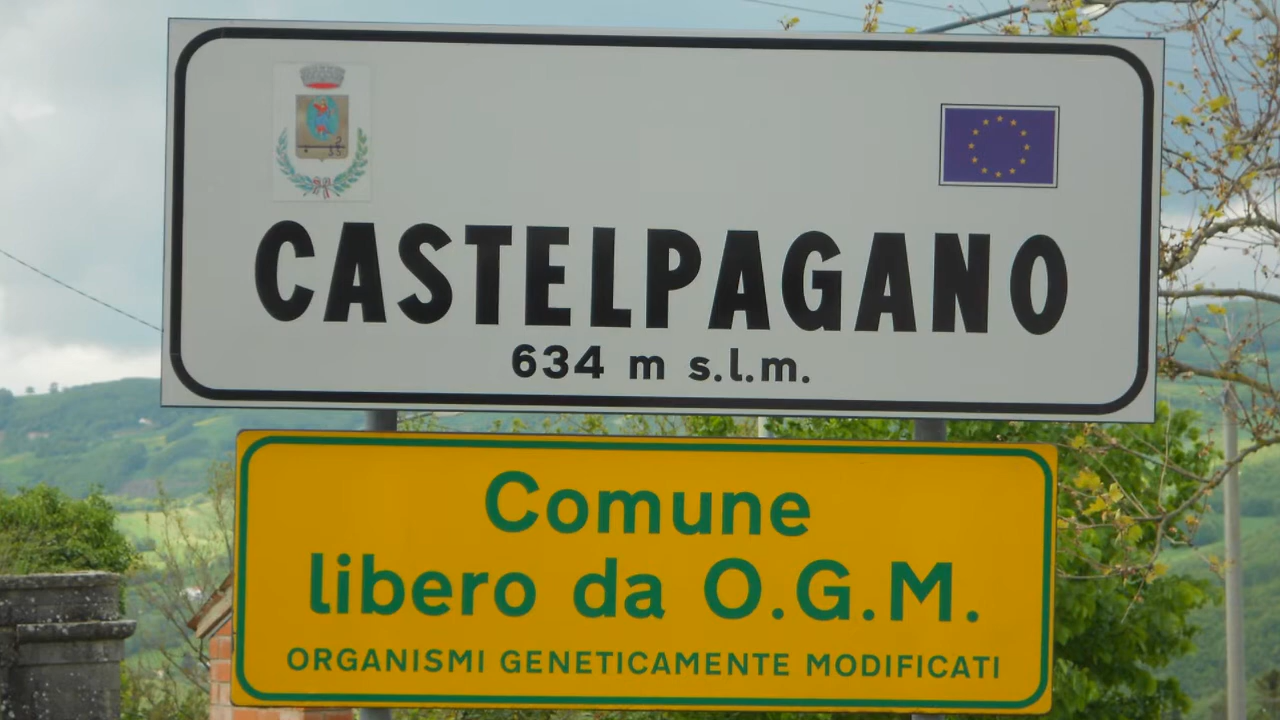 CASTELPAGANO
634 m s.l.m.
Comune
libero da O.G.M.
ORGANISMI GENETICAMENTE MODIFICATI